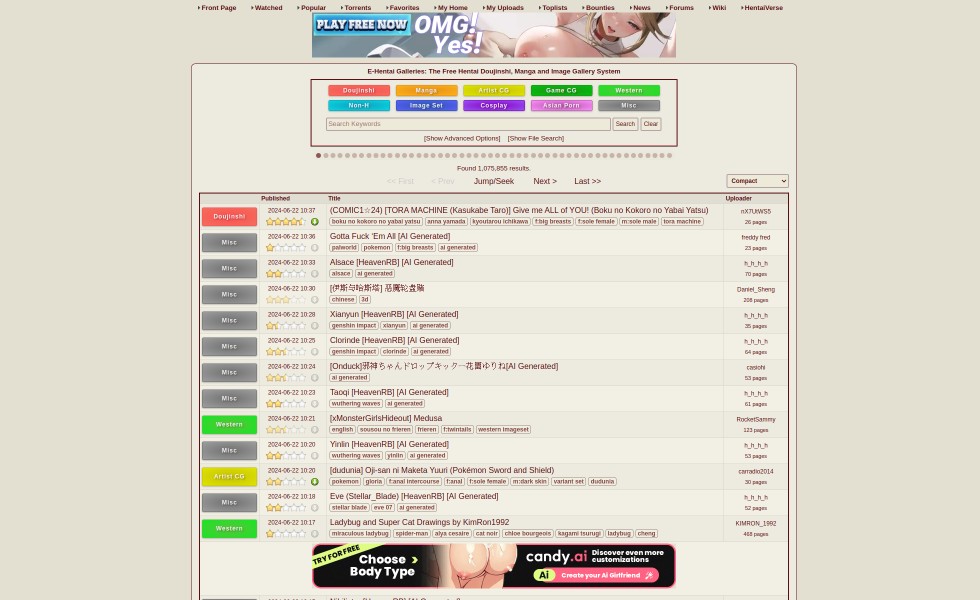 Front Page Watched Popular Torrents Favorites My Home My Uploads Toplists Bounties News Forums Wiki HentaiVerse
PLAY FREE NOW OMG! Yes!
E-Hentai Galleries: The Free Hentai Doujinshi, Manga and Image Gallery System
Doujinshi Manga Artist CG Game CG Western
Non-H Image Set Cosplay Asian Porn Misc
Search Keywords Search Clear
[Show Advanced Options] [Show File Search]
Found 1,075,855 results.
<< First < Prev Jump/Seek Next > Last >> Compact
Published Title Uploader
Doujinshi 2024-06-22 10:37 (COMIC1☆24) [TORA MACHINE (Kasukabe Taro)] Give me ALL of YOU! (Boku no Kokoro no Yabai Yatsu) nX7UtWS5
boku no kokoro no yabai yatsu anna yamada kyoutarou ichikawa f:big breasts f:sole female m:sole male tora machine 26 pages
Misc 2024-06-22 10:36 Gotta Fuck 'Em All [AI Generated] freddy fred
palworld pokemon f:big breasts ai generated 23 pages
Misc 2024-06-22 10:33 Alsace [HeavenRB] [AI Generated] h_h_h_h
alsace ai generated 70 pages
Misc 2024-06-22 10:30 [伊斯与哈斯塔] 恶魔轮盘赌 Daniel_Sheng
chinese 3d 208 pages
Misc 2024-06-22 10:28 Xianyun [HeavenRB] [AI Generated] h_h_h_h
genshin impact xianyun ai generated 35 pages
Misc 2024-06-22 10:25 Clorinde [HeavenRB] [AI Generated] h_h_h_h
genshin impact clorinde ai generated 64 pages
Misc 2024-06-22 10:24 [Onduck]邪神ちゃんドロップキック一花園ゆりね[AI Generated] casiohi
ai generated 53 pages
Misc 2024-06-22 10:23 Taoqi [HeavenRB] [AI Generated] h_h_h_h
wuthering waves ai generated 61 pages
Western 2024-06-22 10:21 [xMonsterGirlsHideout] Medusa RocketSammy
english sousou no frieren frieren f:twintails western imageset 123 pages
Misc 2024-06-22 10:20 Yinlin [HeavenRB] [AI Generated] h_h_h_h
wuthering waves yinlin ai generated 53 pages
Artist CG 2024-06-22 10:20 [dudunia] Oji-san ni Maketa Yuuri (Pokémon Sword and Shield) carradio2014
pokemon gloria f:anal intercourse f:anal f:sole female m:dark skin variant set dudunia 30 pages
Misc 2024-06-22 10:18 Eve (Stellar_Blade) [HeavenRB] [AI Generated] h_h_h_h
stellar blade eve 07 ai generated 52 pages
Western 2024-06-22 10:17 Ladybug and Super Cat Drawings by KimRon1992 KIMRON_1992
miraculous ladybug spider-man alya cesaire cat noir chloe bourgeois kagami tsurugi ladybug cheng 468 pages
TRY FOR FREE Choose > Body Type candy.ai Discover even more customizations
Ai Create your AI Girlfriend